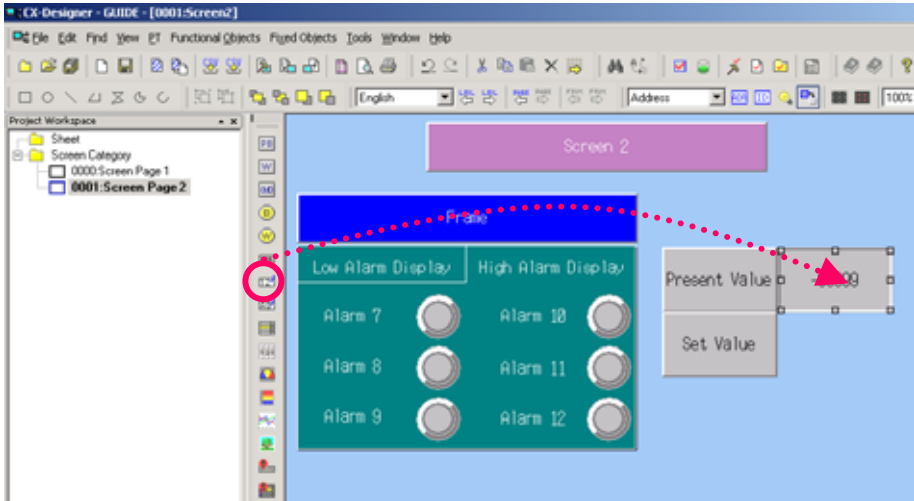 CX-Designer - GUIDE - [0001:Screen2]
File Edit Find View PT Functional Objects Fixed Objects Tools Window Help
English
Address
100%
Project Workspace
Sheet
Screen Category
0000:Screen Page 1
0001:Screen Page 2
Screen 2
Frame
Low Alarm Display High Alarm Display
Present Value
Alarm 7 Alarm 10
Set Value
Alarm 8 Alarm 11
Alarm 9 Alarm 12